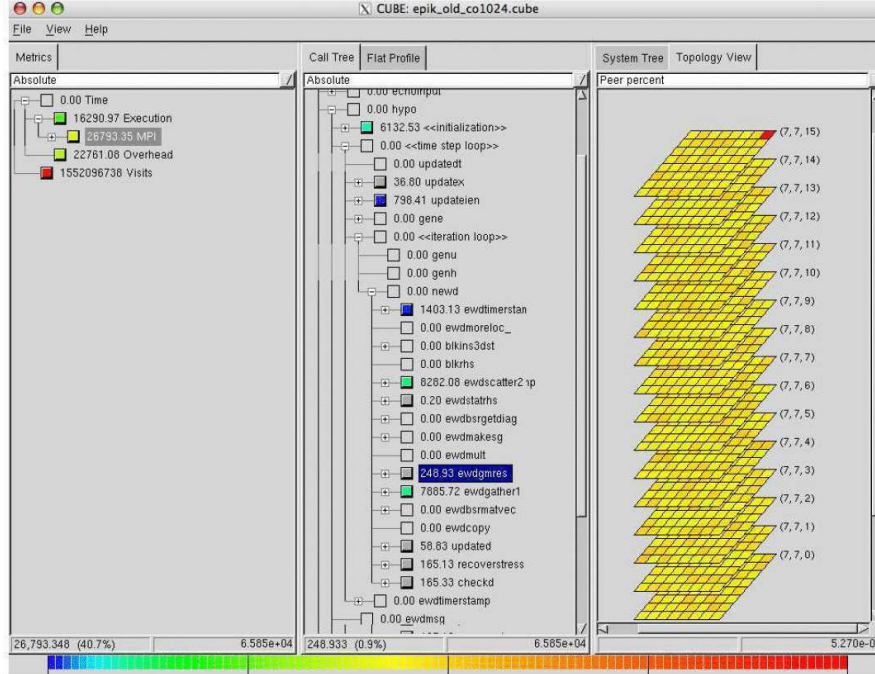 X CUBE: epik_old_co1024.cube
File View Help
Metrics
Absolute
0.00 Time
16290.97 Execution
26793.35 MPI
22761.08 Overhead
1552096738 Visits
26,793.348 (40.7%)
6.585e+04
Call Tree
Flat Profile
Absolute
0.00 echoinput
0.00 hypo
6132.53 <<initialization>>
0.00 <<time step loop>>
0.00 updatedt
36.80 updatex
798.41 updateien
0.00 gene
0.00 <<iteration loop>>
0.00 genu
0.00 genh
0.00 newd
1403.13 ewdtimerstan
0.00 ewdmoreloc_
0.00 blkins3dst
0.00 blkrhs
8282.08 ewdscatter2
0.20 ewdstatrhs
0.00 ewdbsrgetdiag
0.00 ewdmakesg
0.00 ewdmult
248.93 ewdgmres
7885.72 ewdgather1
0.00 ewdbsrmatvec
0.00 ewdcopy
58.83 updated
165.13 recoverstress
165.33 checkd
0.00 ewdtimerstamp
0.00 ewdmsg
248.933 (0.9%)
6.585e+04
System Tree
Topology View
Peer percent
(7, 7, 15)
(7, 7, 14)
(7, 7, 13)
(7, 7, 12)
(7, 7, 11)
(7, 7, 10)
(7, 7, 9)
(7, 7, 8)
(7, 7, 7)
(7, 7, 6)
(7, 7, 5)
(7, 7, 4)
(7, 7, 3)
(7, 7, 2)
(7, 7, 1)
(7, 7, 0)
5.270e-0